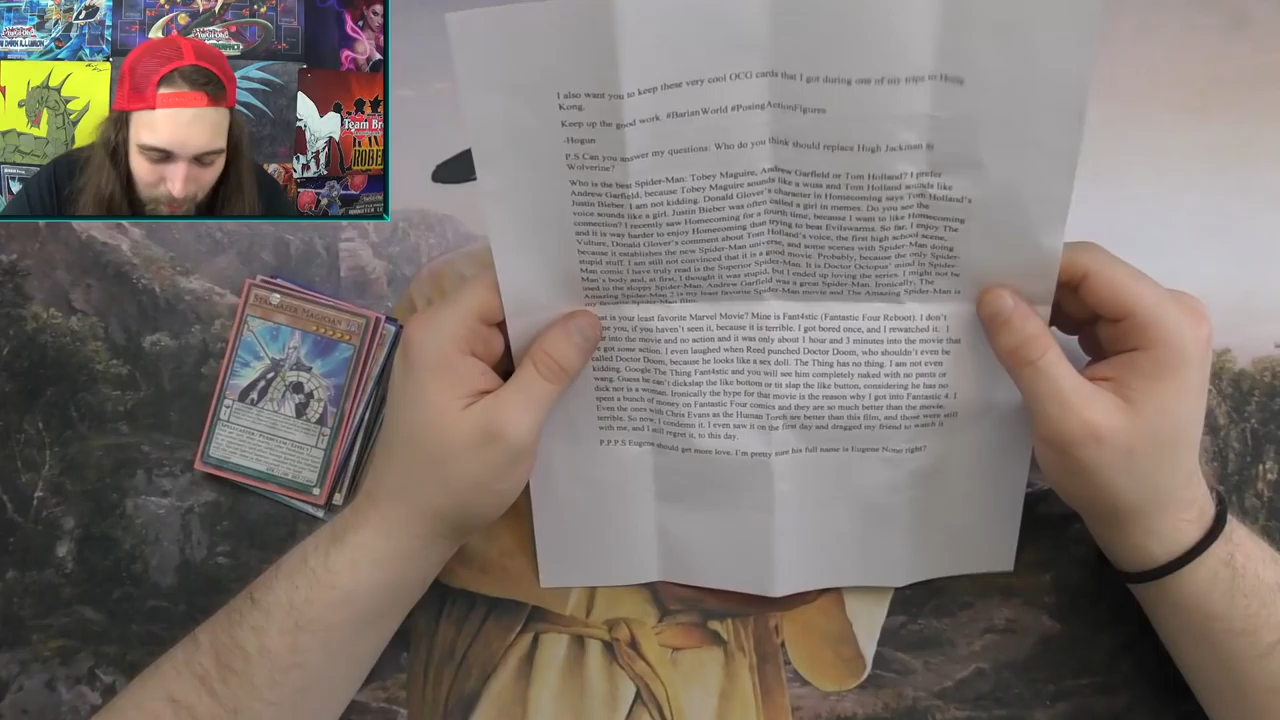 I also want you to keep these very cool OCG cards that I got during one of my trips to Hong
Kong.
Keep up the good work. #BarianWorld #PosingActionFigures
-Hogun
P.S Can you answer my questions: Who do you think should replace Hugh Jackman as
Wolverine?
Who is the best Spider-Man: Tobey Maguire, Andrew Garfield or Tom Holland? I prefer
Andrew Garfield, because Tobey Maguire sounds like a wuss and Tom Holland sounds like
Justin Bieber. I am not kidding. Donald Glover's character in Homecoming says Tom Holland's
voice sounds like a girl. Justin Bieber was often called a girl in memes. Do you see the
connection? I recently saw Homecoming for a fourth time, because I want to like Homecoming
and it is way harder to enjoy Homecoming than trying to beat Evilswarms. So far, I enjoy The
Vulture, Donald Glover's comment about Tom Holland's voice, the first high school scene,
because it establishes the new Spider-Man universe, and some scenes with Spider-Man doing
stupid stuff. I am still not convinced that it is a good movie. Probably, because the only Spider-
Man comic I have truly read is the Superior Spider-Man. It is Doctor Octopus' mind in Spider-
Man's body and, at first, I thought it was stupid, but I ended up loving the series. I might not be
used to the sloppy Spider-Man. Andrew Garfield was a great Spider-Man. Ironically, The
Amazing Spider-Man 2 is my least favorite Spider-Man movie and The Amazing Spider-Man is
my favorite Spider-Man film.
at is your least favorite Marvel Movie? Mine is Fant4stic (Fantastic Four Reboot). I don't
me you, if you haven't seen it, because it is terrible. I got bored once, and I rewatched it. I
into the movie and no action and it was only about 1 hour and 3 minutes into the movie that
got some action. I even laughed when Reed punched Doctor Doom, who shouldn't even be
called Doctor Doom, because he looks like a sex doll. The Thing has no thing. I am not even
kidding. Google The Thing Fant4stic and you will see him completely naked with no pants or
wang. Guess he can't dickslap the like bottom or tit slap the like button, considering he has no
dick nor is a woman. Ironically the hype for that movie is the reason why I got into Fantastic 4. I
spent a bunch of money on Fantastic Four comics and they are so much better than the movie.
Even the ones with Chris Evans as the Human Torch are better than this film, and those were still
terrible. So now, I condemn it. I even saw it on the first day and dragged my friend to watch it
with me, and I still regret it, to this day.
P.P.P.S Eugene should get more love. I'm pretty sure his full name is Eugene Nono right?
Stargazer Magician
[Spellcaster/Pendulum/Effect]
Dark Illusion
Team